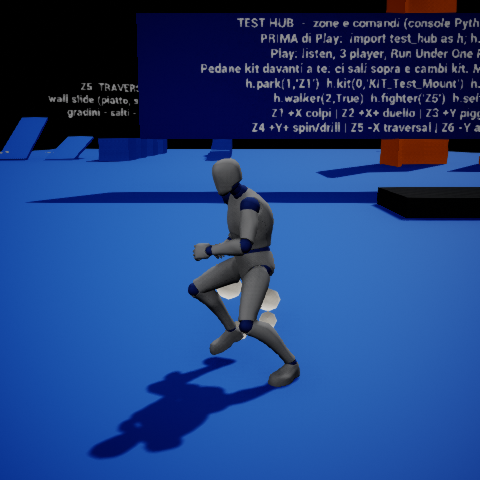 TEST HUB - zone e comandi (console Pyth
PRIMA di Play: import test_hub as h; h.
Play: listen, 3 player, Run Under One P
Pedane kit davanti a te: ci sali sopra e cambi kit. M
h.park(1,'Z1') h.kit(0,'KIT_Test_Mount') h.
h.walker(2,True) h.fighter('Z5') h.sel
Z1 +X colpi | Z2 +X+ duello | Z3 +Y pigg
Z4 +Y+ spin/drill | Z5 -X traversal | Z6 -Y a
Z5 TRAVERS
wall slide (piatto, s
gradini - salti -